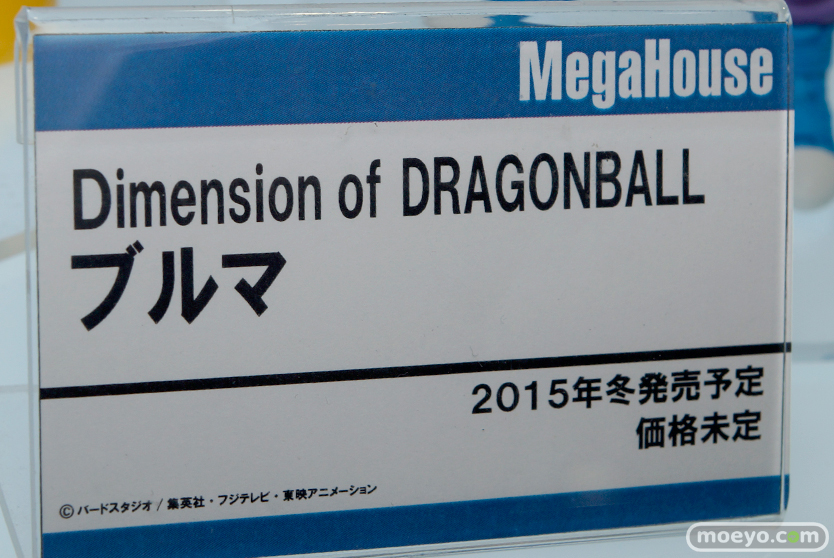 MegaHouse
Dimension of DRAGONBALL
ブルマ
2015年冬発売予定
価格未定
©バードスタジオ / 集英社・フジテレビ・東映アニメーション
moeyo.com